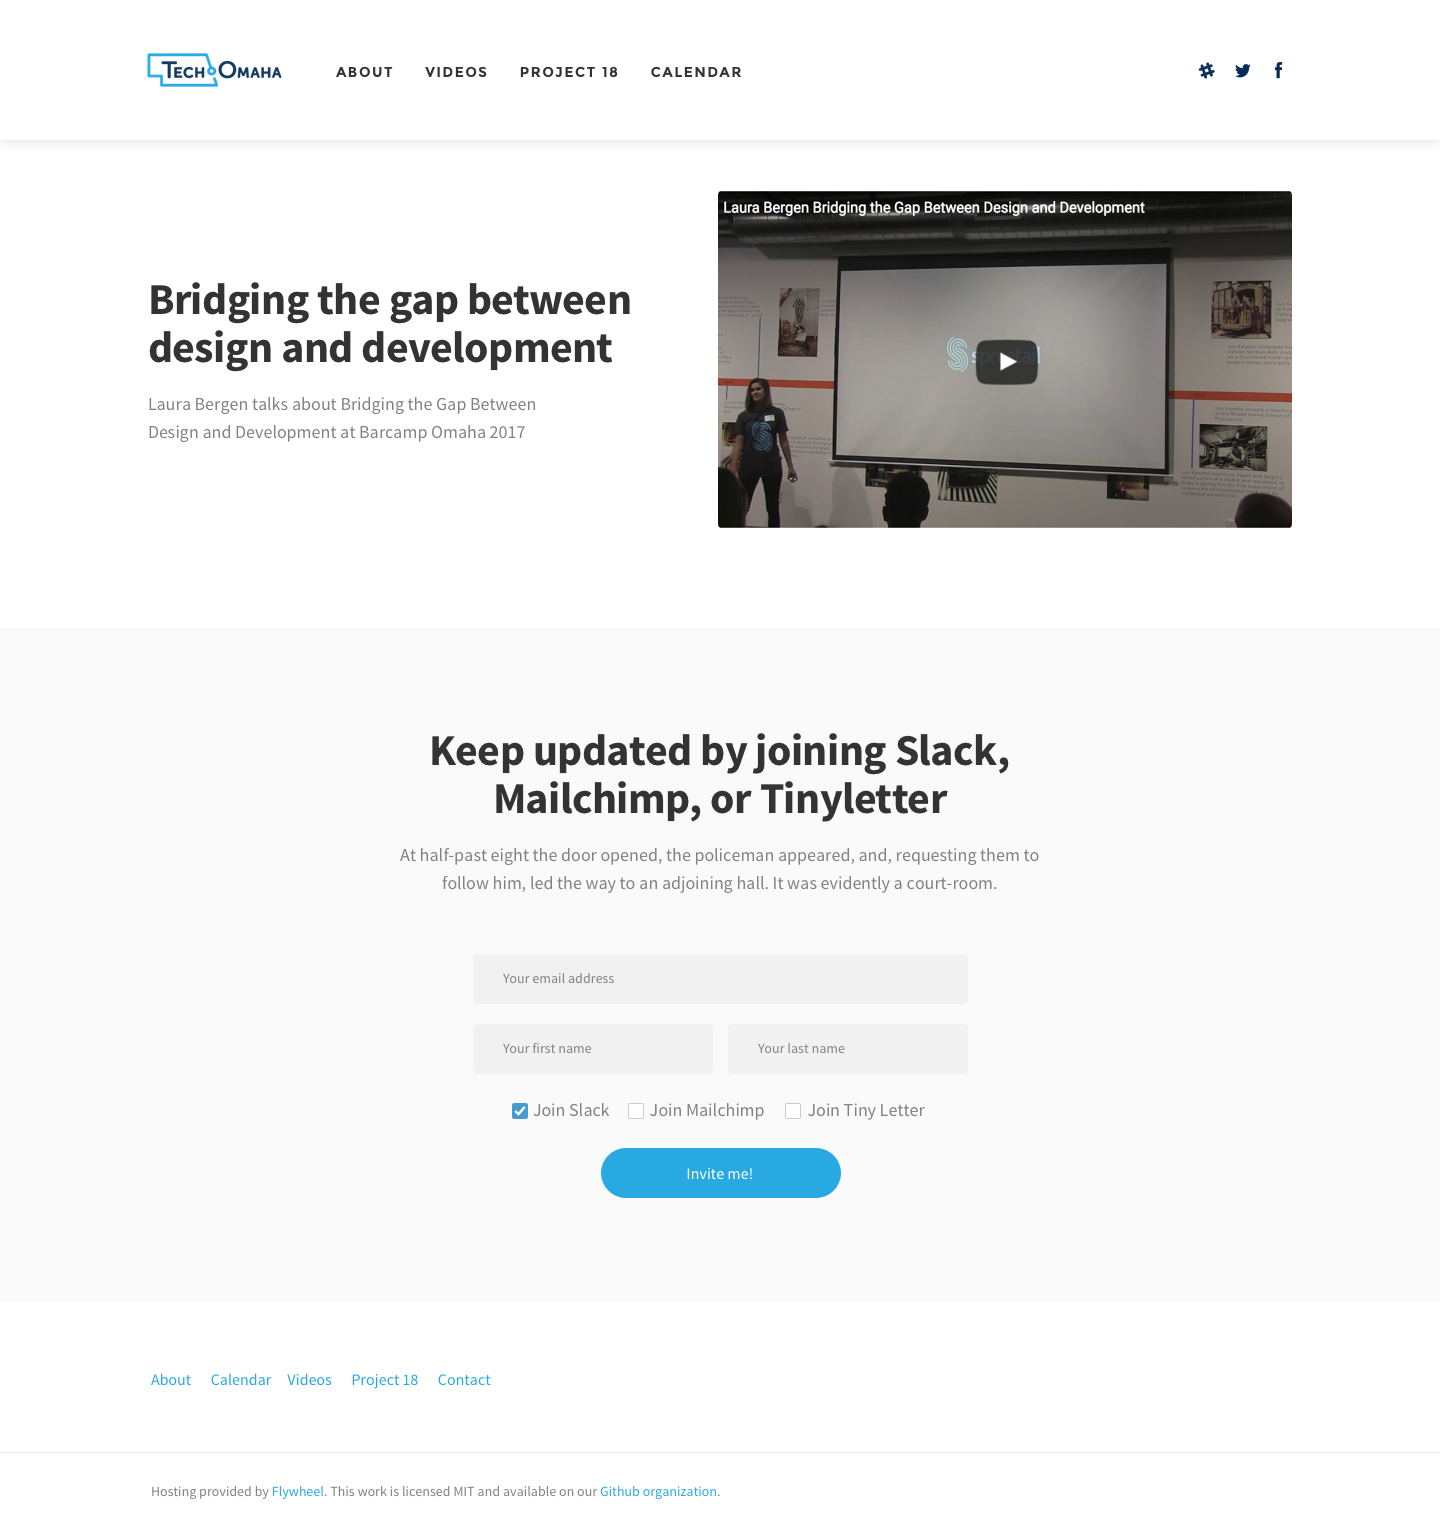 TECH OMAHA
ABOUT VIDEOS PROJECT 18 CALENDAR
Laura Bergen Bridging the Gap Between Design and Development
Bridging the gap between
design and development
Laura Bergen talks about Bridging the Gap Between
Design and Development at Barcamp Omaha 2017
Keep updated by joining Slack,
Mailchimp, or Tinyletter
At half-past eight the door opened, the policeman appeared, and, requesting them to
follow him, led the way to an adjoining hall. It was evidently a court-room.
Your email address
Your first name Your last name
Join Slack Join Mailchimp Join Tiny Letter
Invite me!
About Calendar Videos Project 18 Contact
Hosting provided by Flywheel. This work is licensed MIT and available on our Github organization.